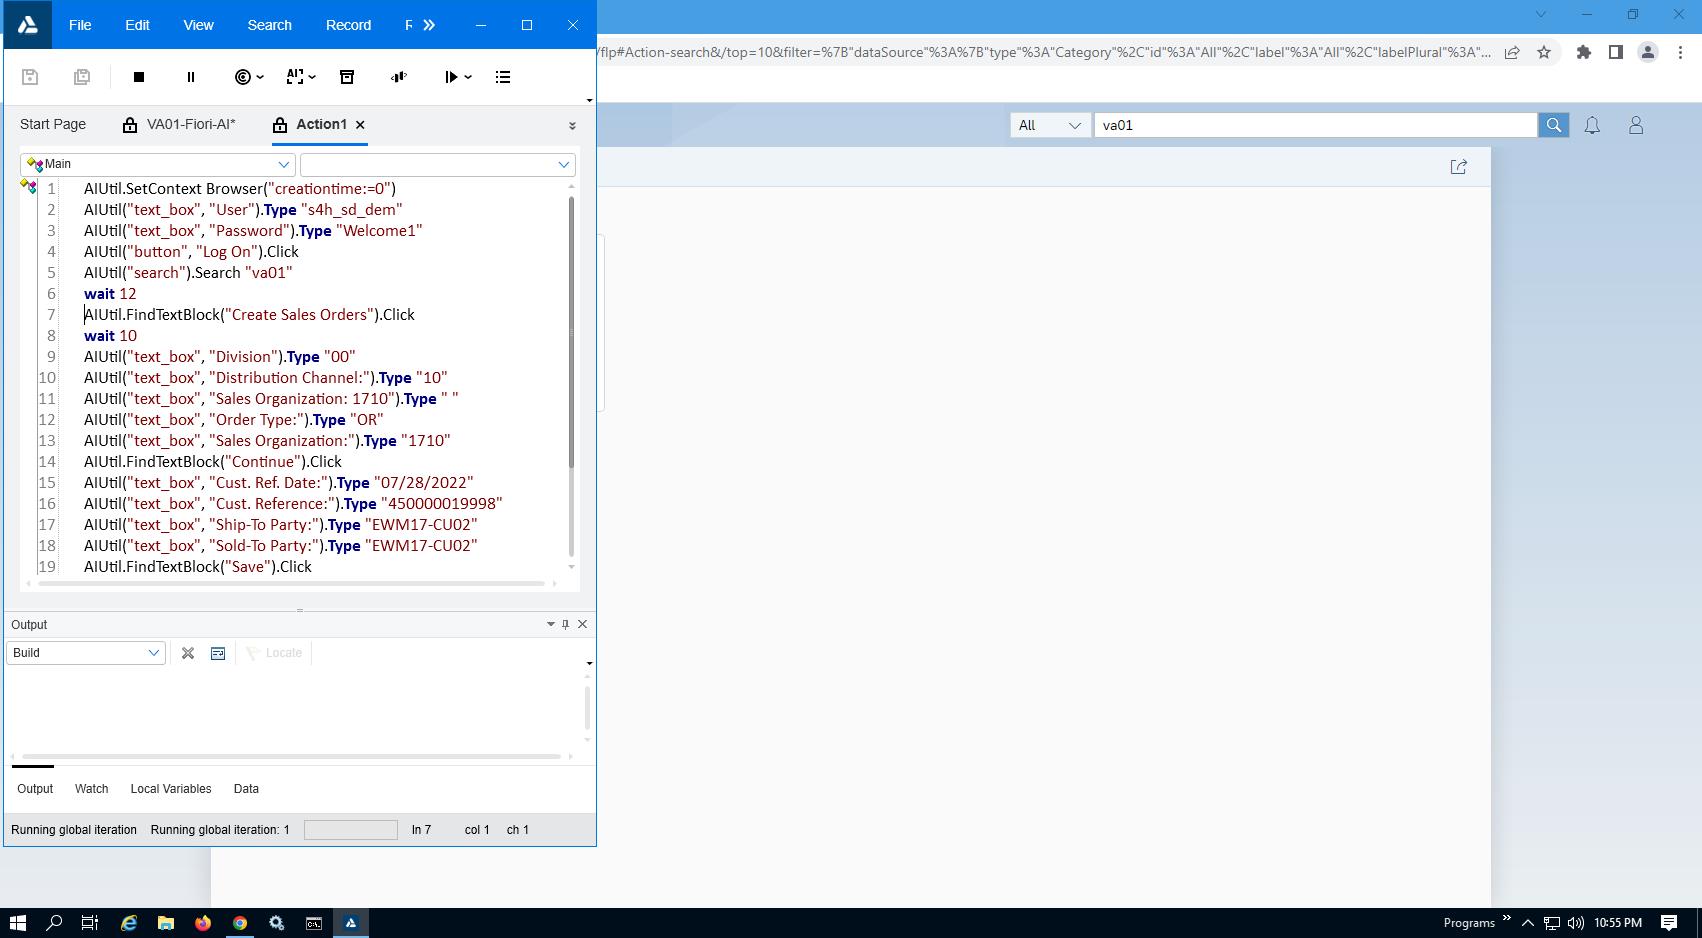 File Edit View Search Record R
/flp#Action-search&/top=10&filter=%7B"dataSource"%3A%7B"type"%3A"Category"%2C"id"%3A"All"%2C"label"%3A"All"%2C"labelPlural"%3A"...
Start Page VA01-Fiori-AI* Action1
All va01
Main
1 AIUtil.SetContext Browser("creationtime:=0")
2 AIUtil("text_box", "User").Type "s4h_sd_dem"
3 AIUtil("text_box", "Password").Type "Welcome1"
4 AIUtil("button", "Log On").Click
5 AIUtil("search").Search "va01"
6 wait 12
7 AIUtil.FindTextBlock("Create Sales Orders").Click
8 wait 10
9 AIUtil("text_box", "Division").Type "00"
10 AIUtil("text_box", "Distribution Channel:").Type "10"
11 AIUtil("text_box", "Sales Organization: 1710").Type " "
12 AIUtil("text_box", "Order Type:").Type "OR"
13 AIUtil("text_box", "Sales Organization:").Type "1710"
14 AIUtil.FindTextBlock("Continue").Click
15 AIUtil("text_box", "Cust. Ref. Date:").Type "07/28/2022"
16 AIUtil("text_box", "Cust. Reference:").Type "450000019998"
17 AIUtil("text_box", "Ship-To Party:").Type "EWM17-CU02"
18 AIUtil("text_box", "Sold-To Party:").Type "EWM17-CU02"
19 AIUtil.FindTextBlock("Save").Click
Output
Build Locate
Output Watch Local Variables Data
Running global iteration Running global iteration: 1 ln 7 col 1 ch 1
Programs 10:55 PM